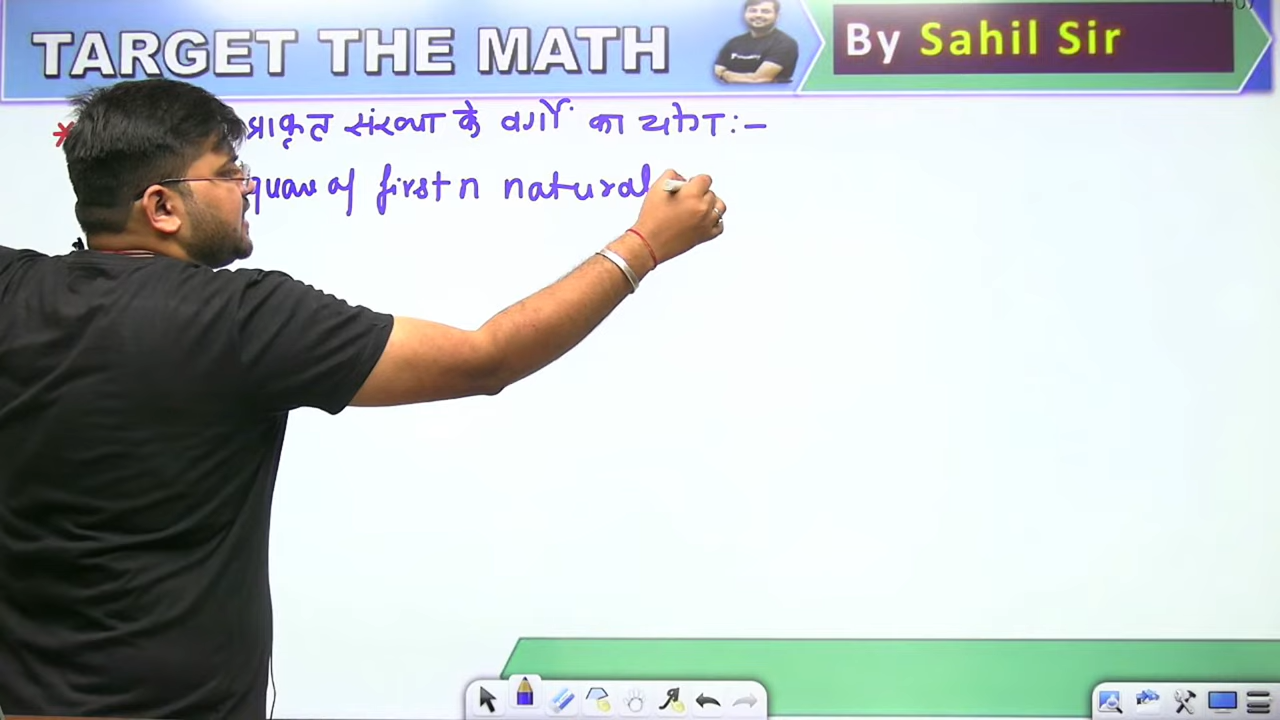 TARGET THE MATH
By Sahil Sir
* प्राकृत संख्या के वर्गों का योग :-
quare of first n natural